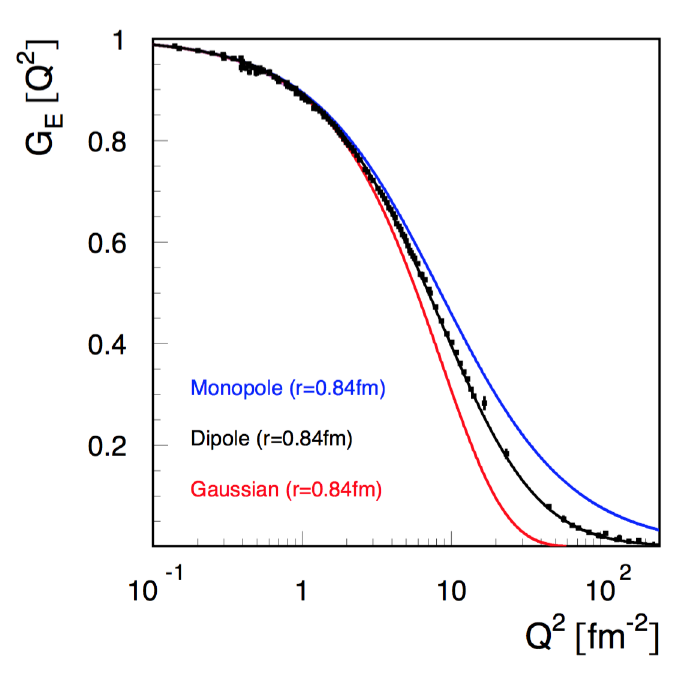 G_E [Q^2]
1
0.8
0.6
0.4
0.2
Monopole (r=0.84fm)
Dipole (r=0.84fm)
Gaussian (r=0.84fm)
10^-1 1 10 10^2
Q^2 [fm^-2]